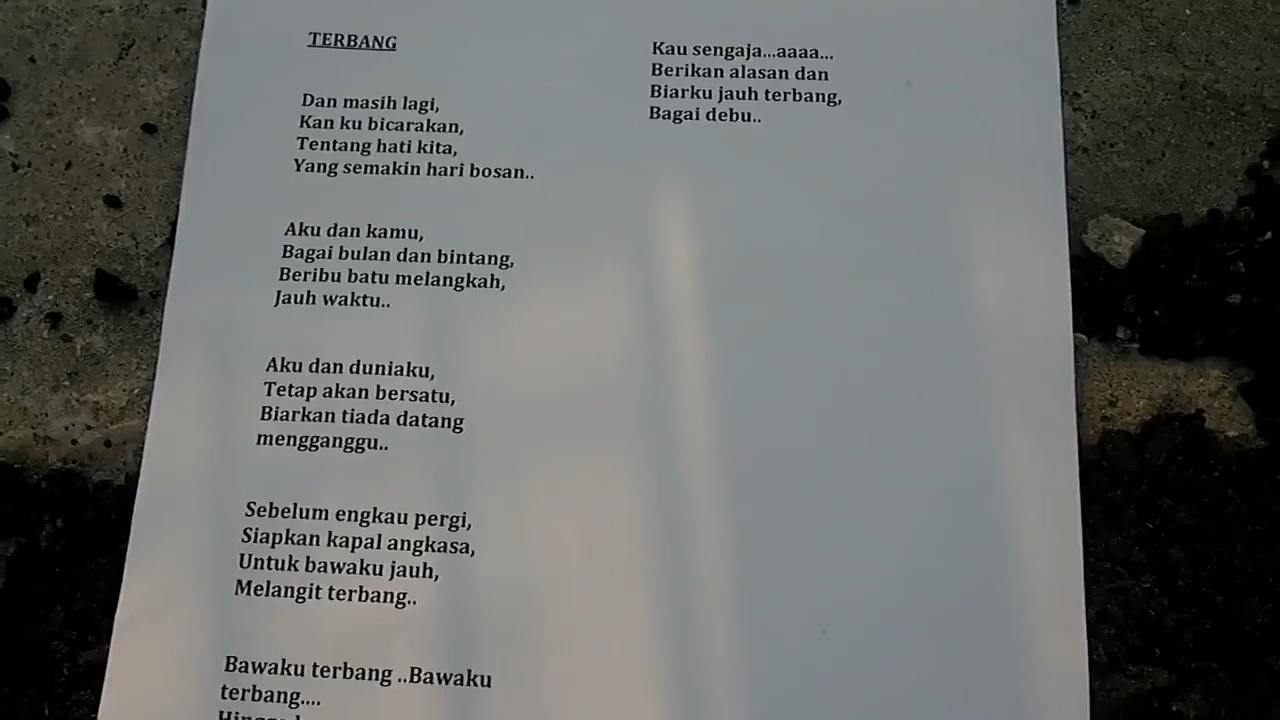 TERBANG
Dan masih lagi,
Kan ku bicarakan,
Tentang hati kita,
Yang semakin hari bosan..
Aku dan kamu,
Bagai bulan dan bintang,
Beribu batu melangkah,
Jauh waktu..
Aku dan duniaku,
Tetap akan bersatu,
Biarkan tiada datang
mengganggu..
Sebelum engkau pergi,
Siapkan kapal angkasa,
Untuk bawaku jauh,
Melangit terbang..
Bawaku terbang ..Bawaku
terbang....
Kau sengaja...aaaa...
Berikan alasan dan
Biarku jauh terbang,
Bagai debu..